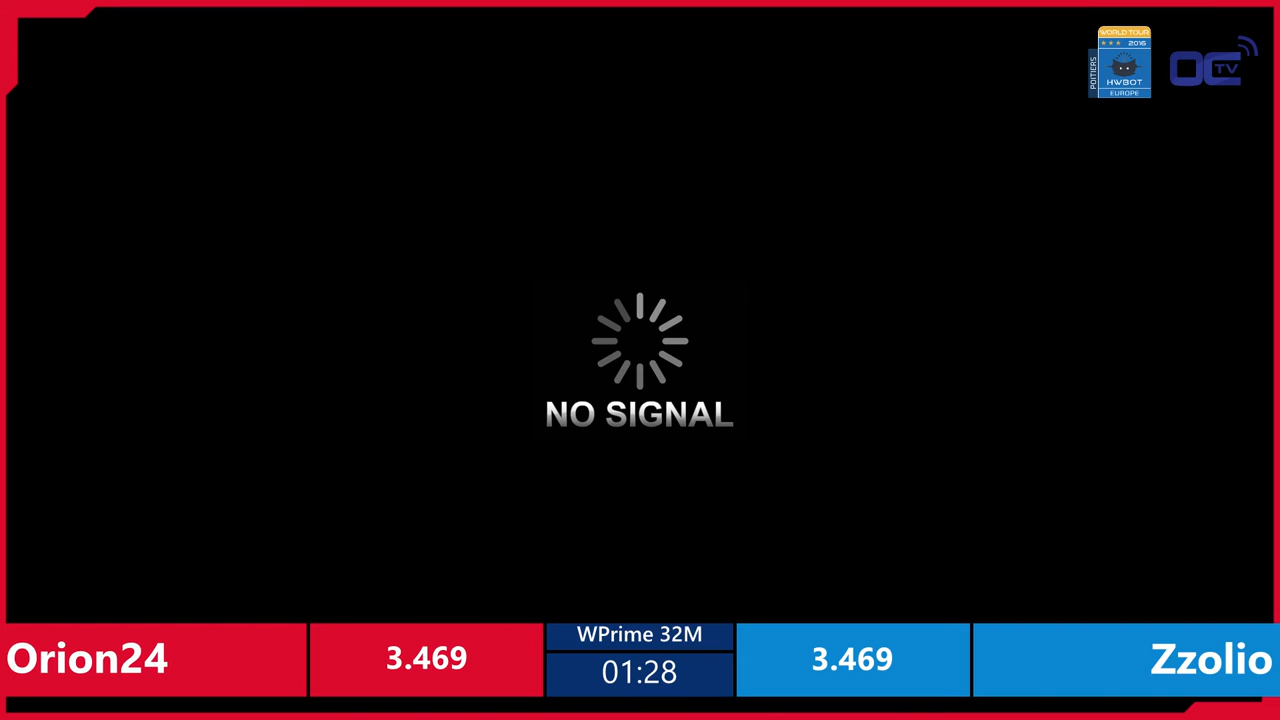 WORLD TOUR
2016
POITIERS
HWBOT
EUROPE
OC TV
NO SIGNAL
Orion24
3.469
WPrime 32M
01:28
3.469
Zzolio